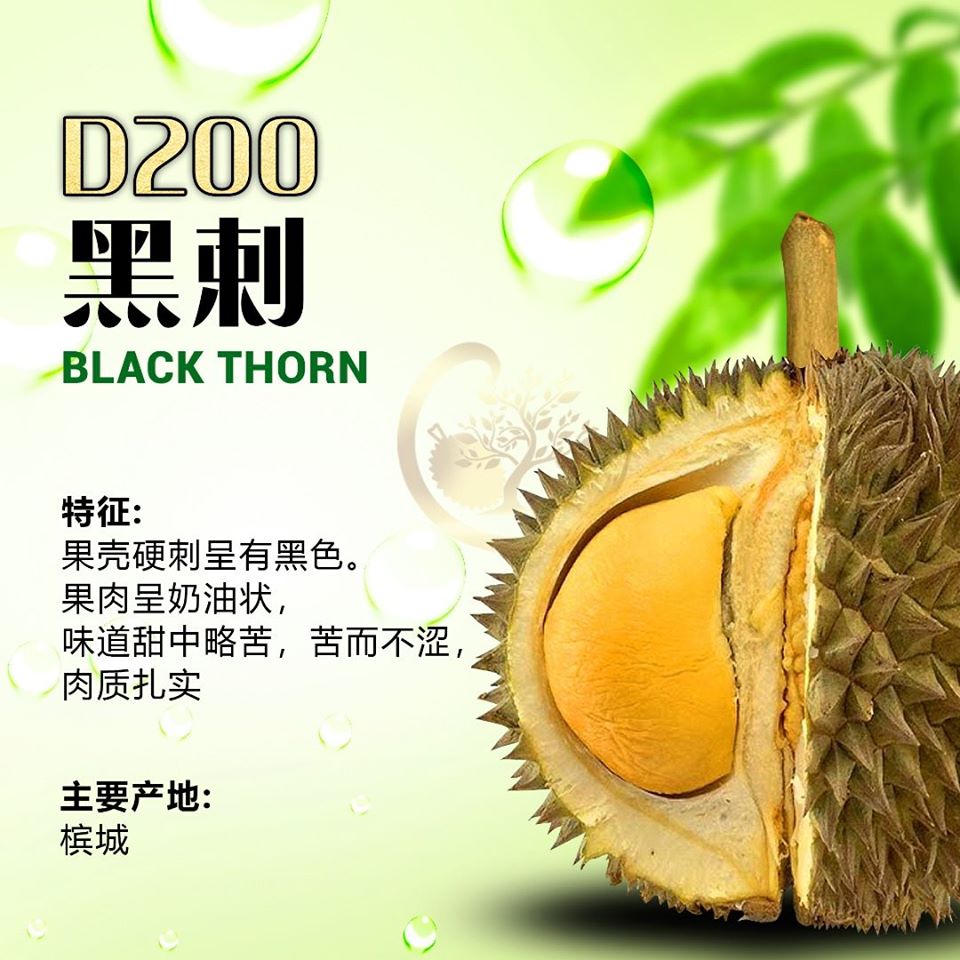 D200
黑刺
BLACK THORN
特征:
果壳硬刺呈有黑色。
果肉呈奶油状，
味道甜中略苦，苦而不涩，
肉质扎实
主要产地:
槟城